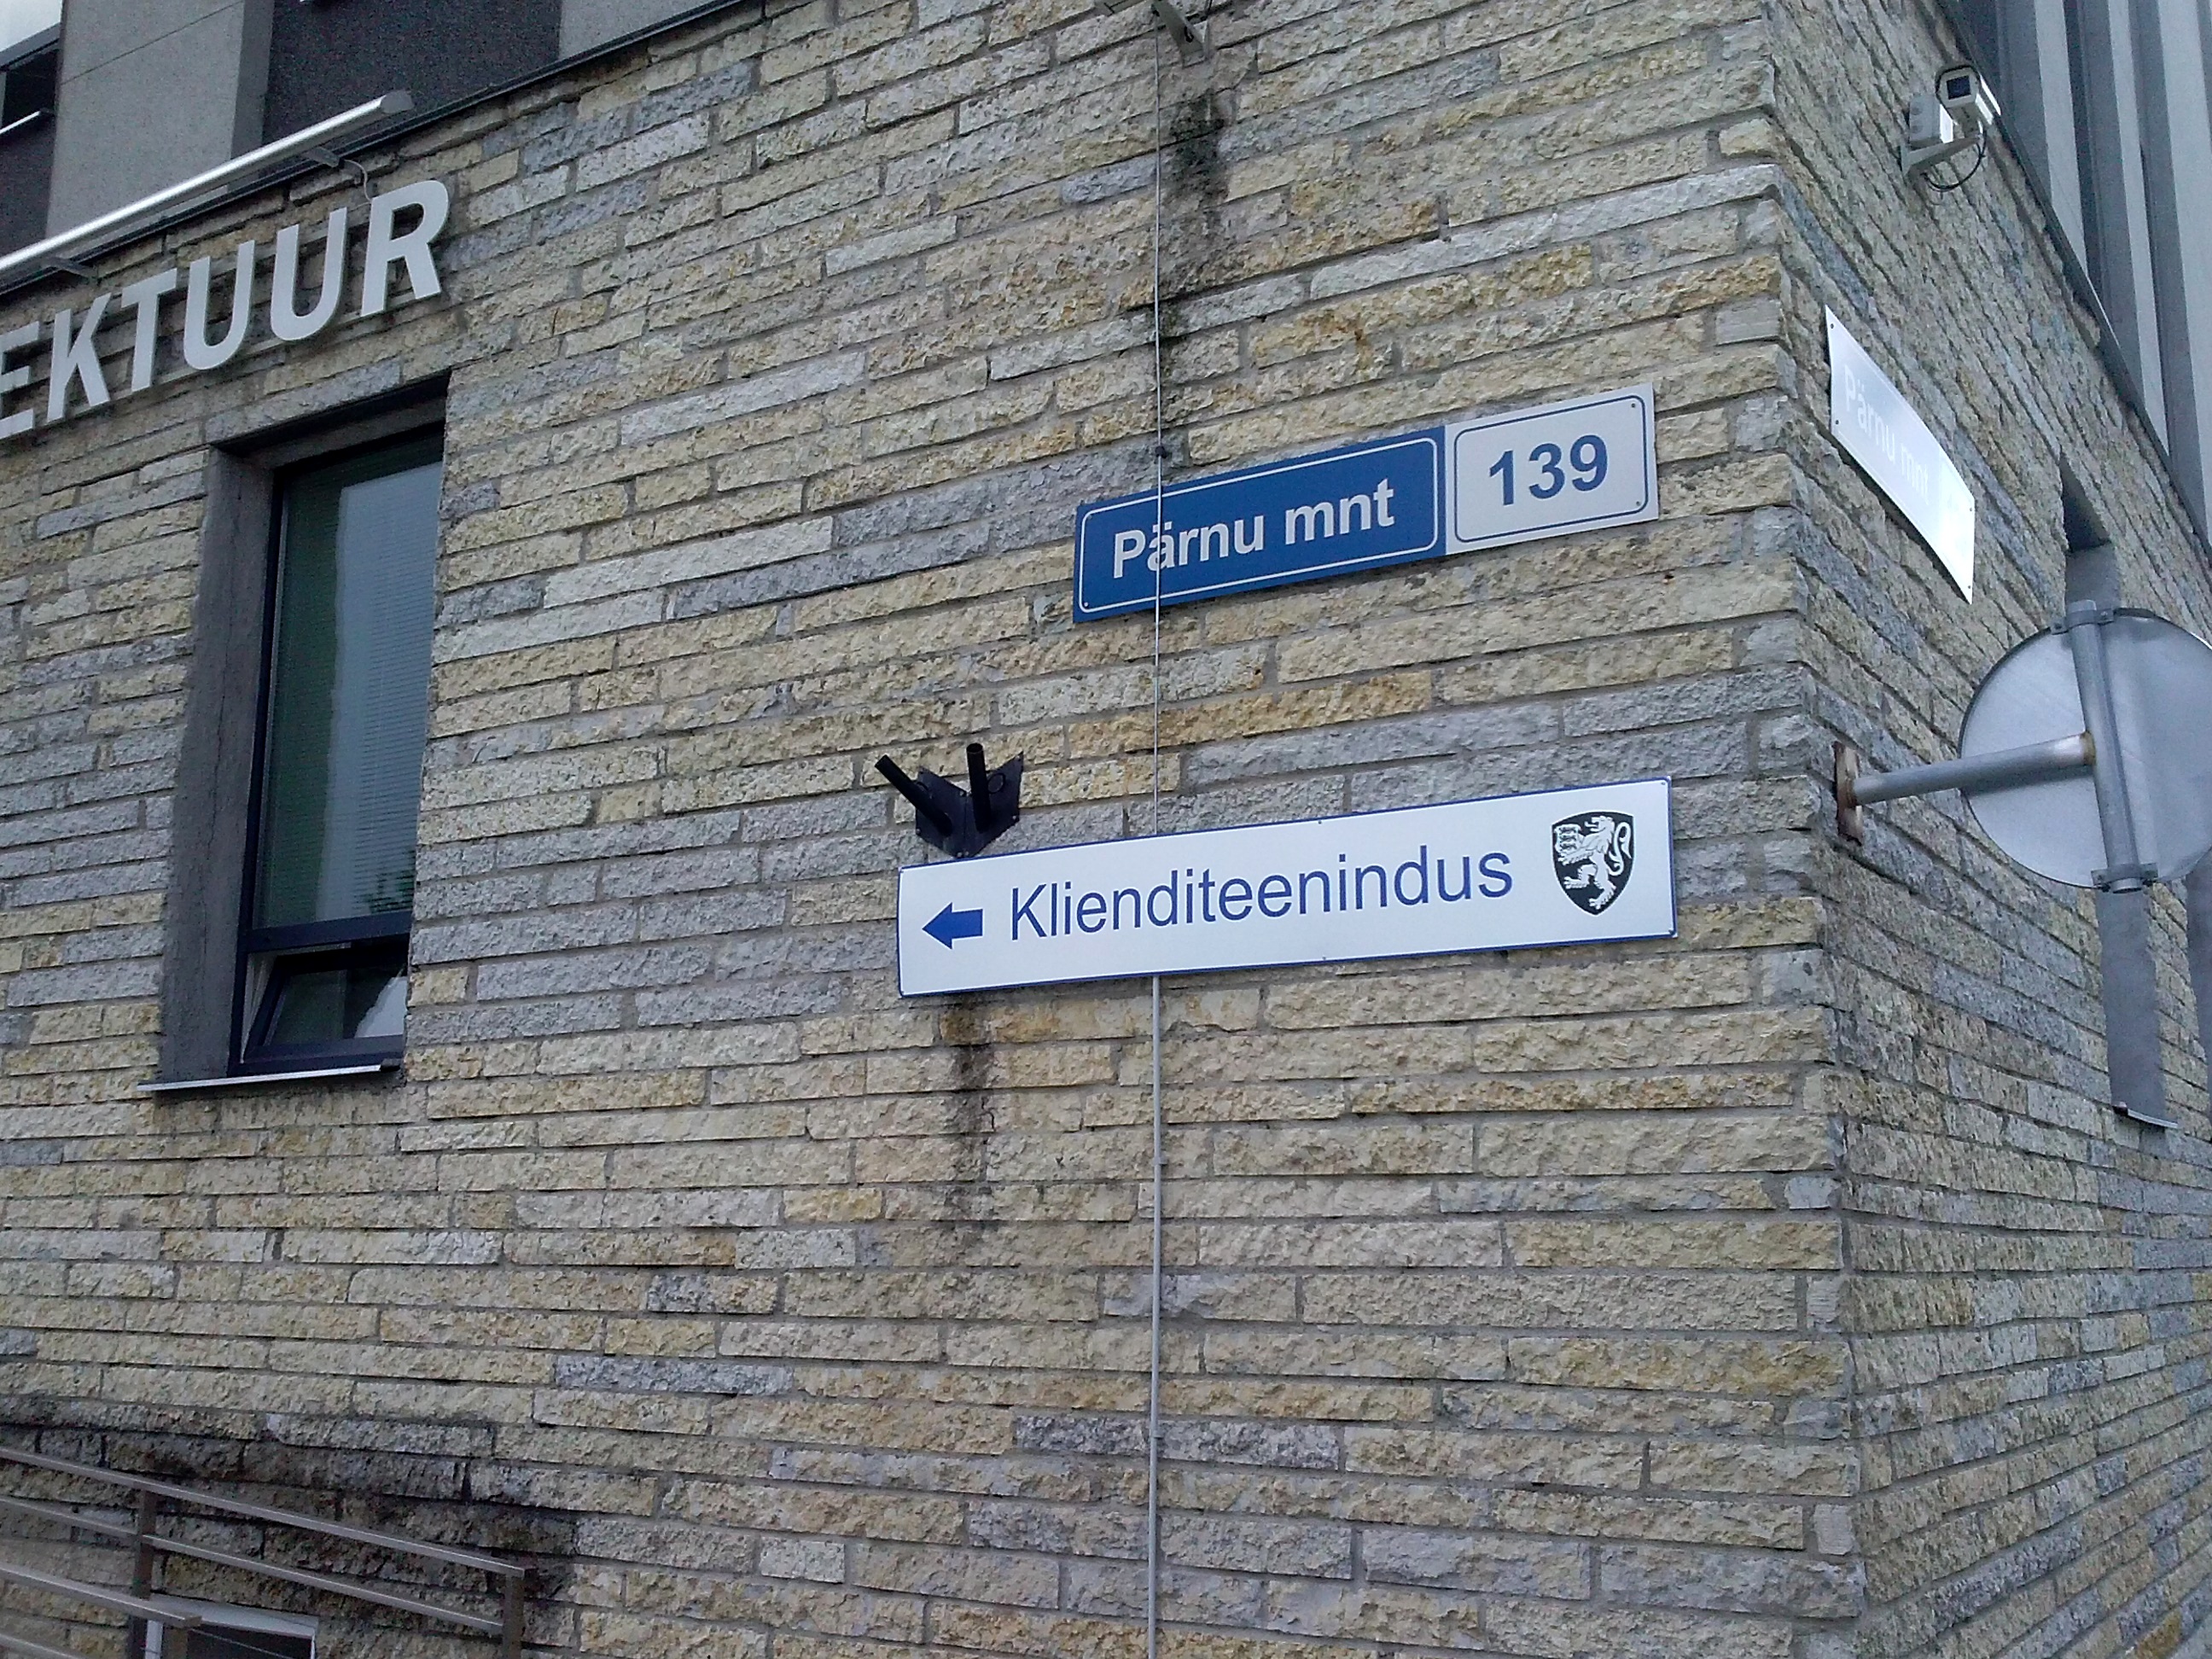 EKTUUR
Pärnu mnt 139
Pärnu mnt
Klienditeenindus